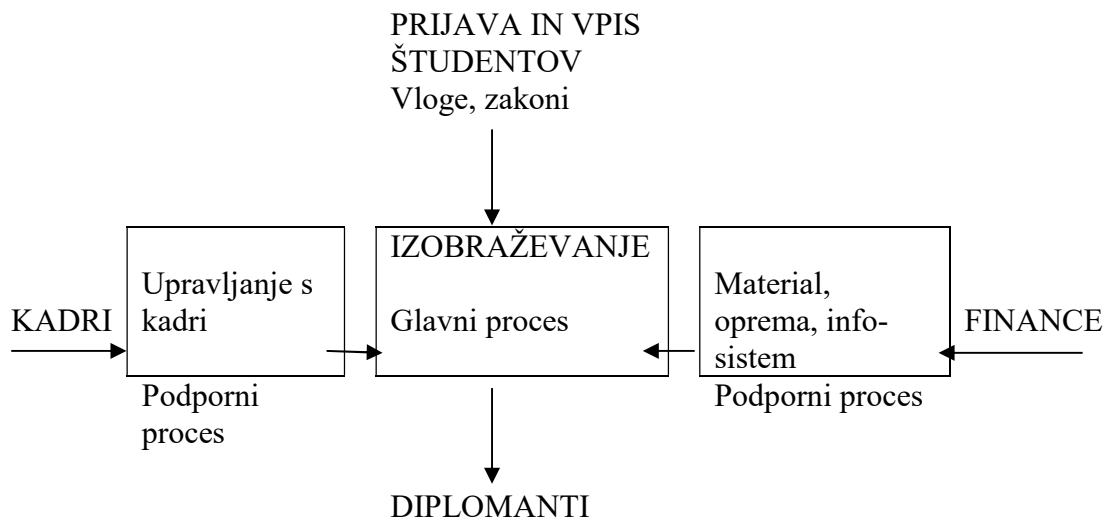 PRIJAVA IN VPIS
ŠTUDENTOV
Vloge, zakoni
KADRI
Upravljanje s
kadri
Podporni
proces
IZOBRAŽEVANJE
Glavni proces
Material,
oprema, info-
sistem
Podporni proces
FINANCE
DIPLOMANTI